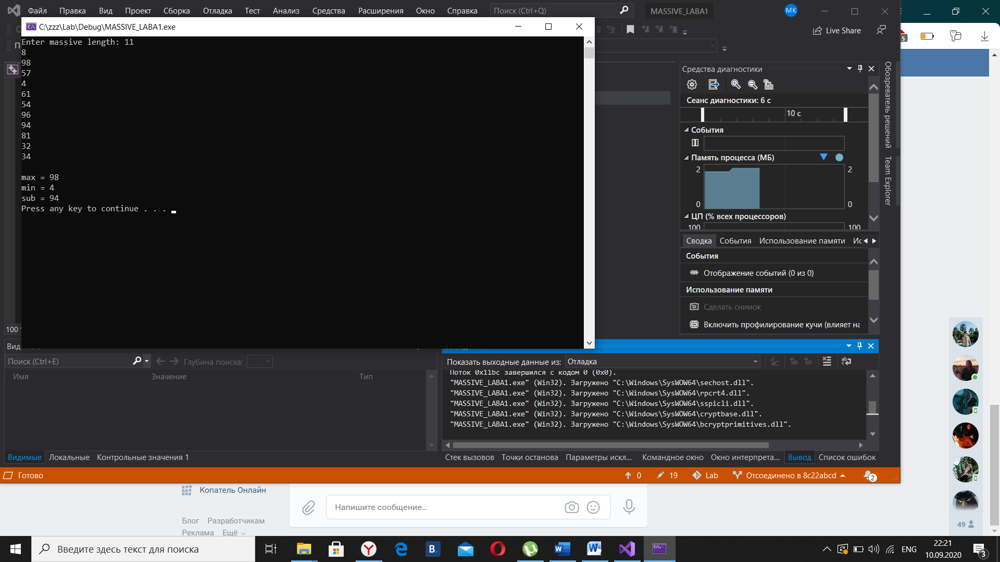 Файл Правка Вид Проект Сборка Отладка Тест Анализ Средства Расширения Окно Справка Поиск (Ctrl+Q) MASSIVE_LABA1 MK
C:\zzz\Lab\Debug\MASSIVE_LABA1.exe
Live Share
Enter massive length: 11
8
98
57
4
61
54
96
94
81
32
34
max = 98
min = 4
sub = 94
Press any key to continue . . .
Средства диагностики
Сеанс диагностики: 6 с
10 с
События
Память процесса (МБ)
2 2
0 0
ЦП (% всех процессоров)
100 100
Сводка События Использование памяти Ис
События
Отображение событий (0 из 0)
Использование памяти
Сделать снимок
Включить профилирование кучи (влияет на
Обозреватель решений
Team Explorer
5
100 %
Поиск (Ctrl+E) Глубина поиска:
Имя Значение Тип
Видимые Локальные Контрольные значения 1
Показать выходные данные из: Отладка
Поток 0x11bc завершился с кодом 0 (0x0).
"MASSIVE_LABA1.exe" (Win32). Загружено "C:\Windows\SysWOW64\sechost.dll".
"MASSIVE_LABA1.exe" (Win32). Загружено "C:\Windows\SysWOW64\rpcrt4.dll".
"MASSIVE_LABA1.exe" (Win32). Загружено "C:\Windows\SysWOW64\sspicli.dll".
"MASSIVE_LABA1.exe" (Win32). Загружено "C:\Windows\SysWOW64\cryptbase.dll".
"MASSIVE_LABA1.exe" (Win32). Загружено "C:\Windows\SysWOW64\bcryptprimitives.dll".
Стек вызовов Точки останова Параметры искл... Командное окно Окно интерпрета... Вывод Список ошибок
Готово 0 19 Lab Отсоединено в 8c22abcd 2
Копатель Онлайн
Напишите сообщение...
Блог Разработчикам
Реклама Ещё
49
Введите здесь текст для поиска
B.
ENG
22:21
10.09.2020
3